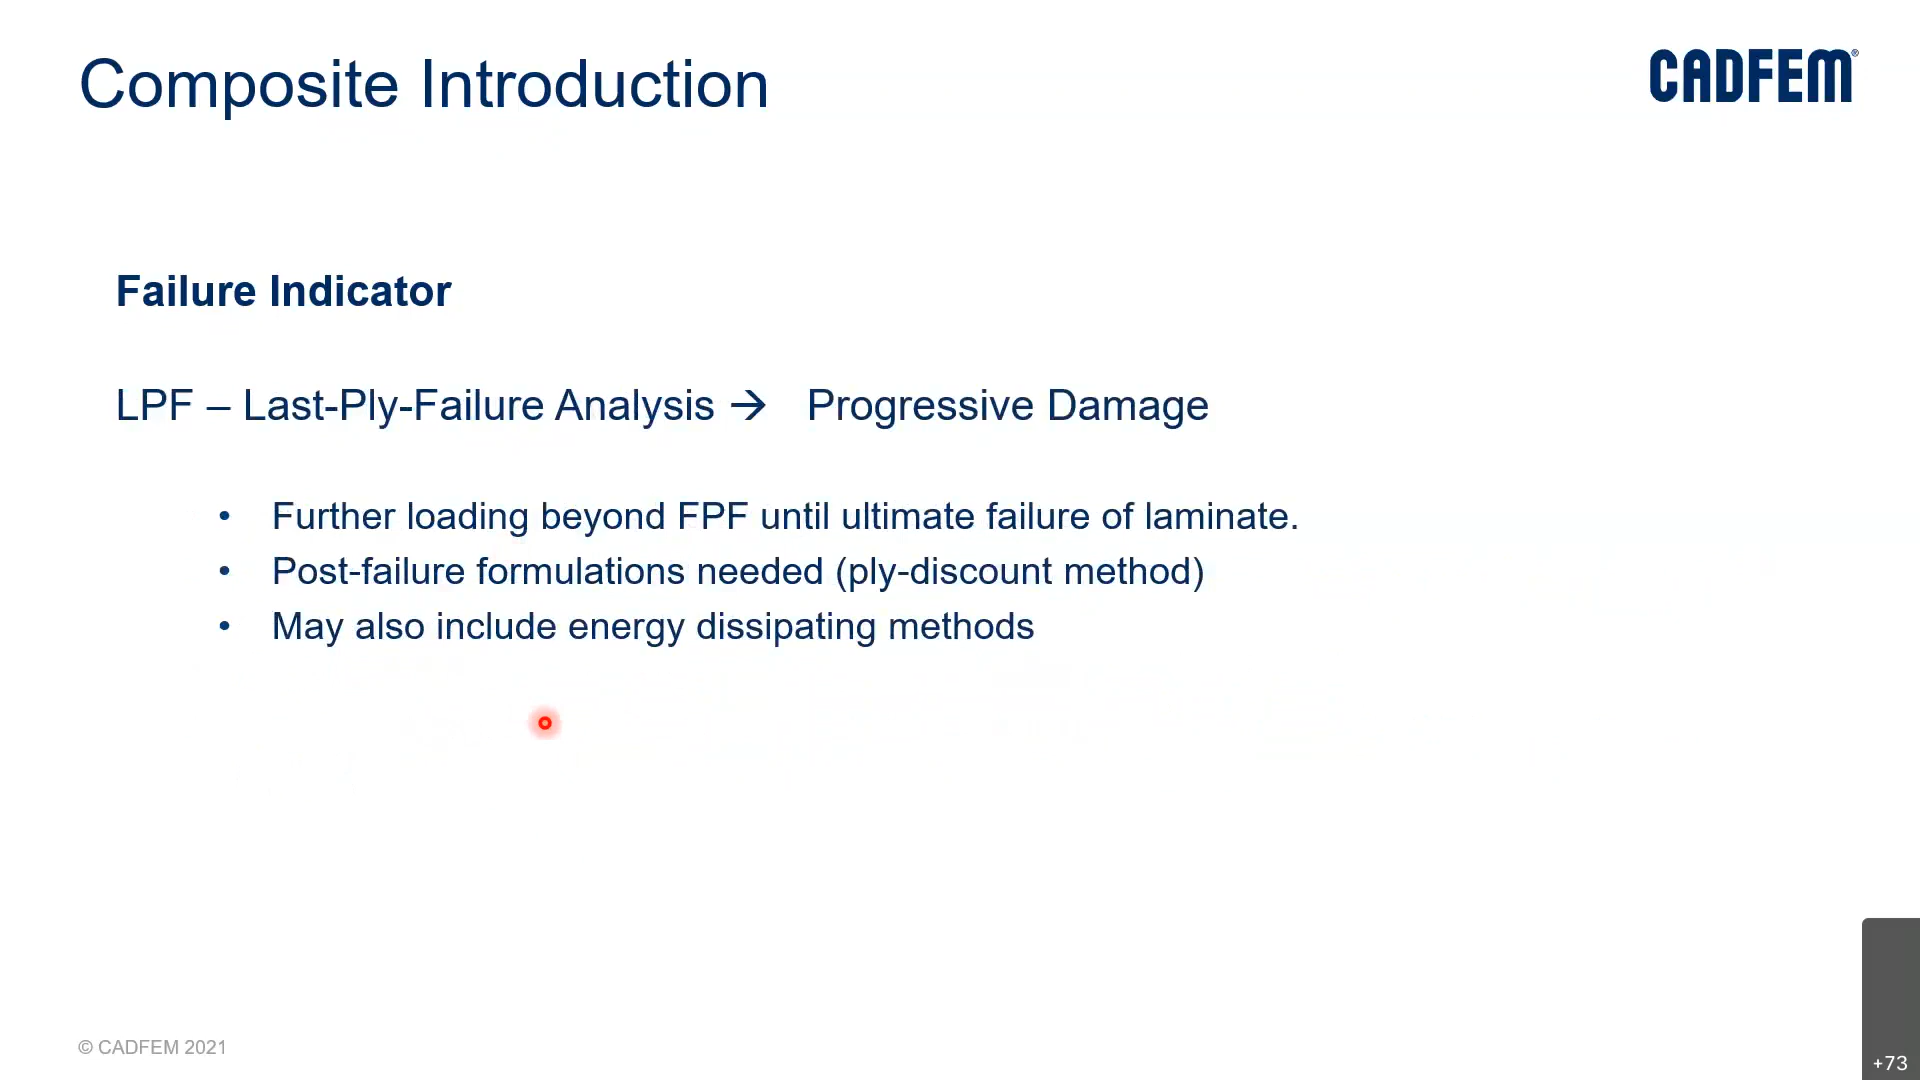 Composite Introduction
CADFEM®
Failure Indicator
LPF – Last-Ply-Failure Analysis → Progressive Damage
• Further loading beyond FPF until ultimate failure of laminate.
• Post-failure formulations needed (ply-discount method)
• May also include energy dissipating methods
© CADFEM 2021
+73